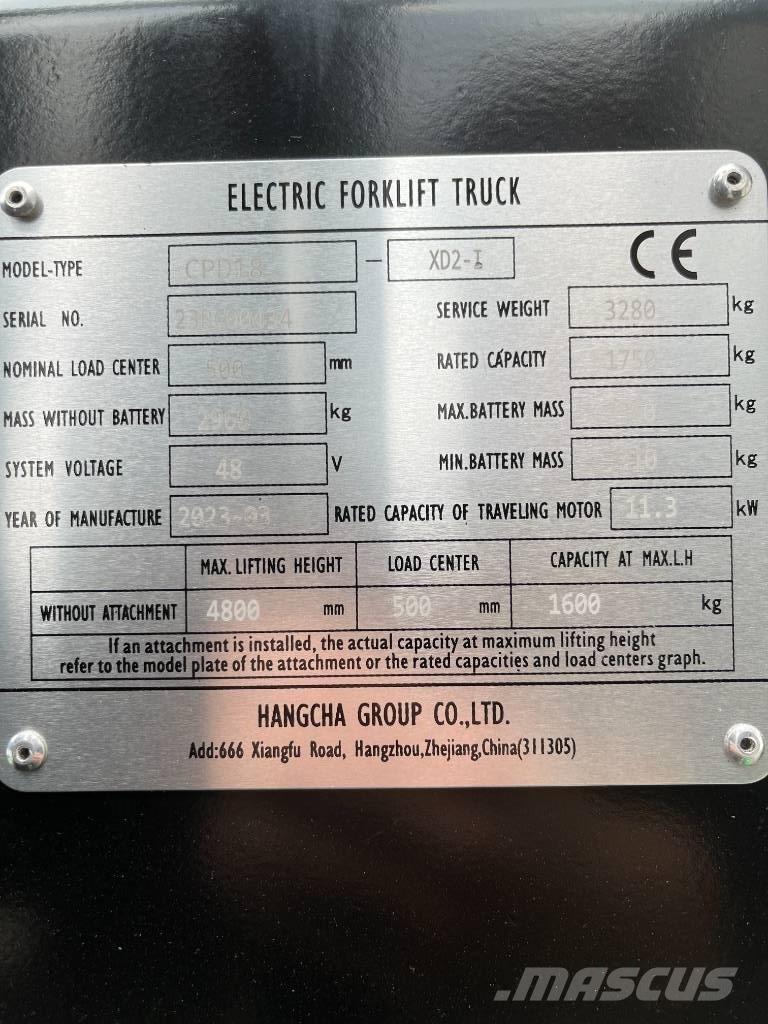 ELECTRIC FORKLIFT TRUCK
MODEL-TYPE CPD18 - XD2-I CE
SERIAL NO.
SERVICE WEIGHT 3280 kg
NOMINAL LOAD CENTER 500 mm
RATED CAPACITY 1750 kg
MASS WITHOUT BATTERY kg
MAX.BATTERY MASS kg
SYSTEM VOLTAGE 48 V
MIN.BATTERY MASS kg
YEAR OF MANUFACTURE 2023-03 RATED CAPACITY OF TRAVELING MOTOR 11.3 kW
MAX. LIFTING HEIGHT LOAD CENTER CAPACITY AT MAX.L.H
WITHOUT ATTACHMENT 4800 mm 500 mm 1600 kg
If an attachment is installed, the actual capacity at maximum lifting height
refer to the model plate of the attachment or the rated capacities and load centers graph.
HANGCHA GROUP CO.,LTD.
Add:666 Xiangfu Road, Hangzhou,Zhejiang,China(311305)
MASCUS